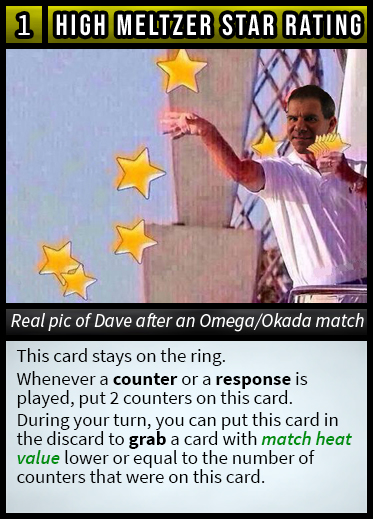 1 HIGH MELTZER STAR RATING
Real pic of Dave after an Omega/Okada match
This card stays on the ring.
Whenever a counter or a response is
played, put 2 counters on this card.
During your turn, you can put this card in
the discard to grab a card with match heat
value lower or equal to the number of
counters that were on this card.